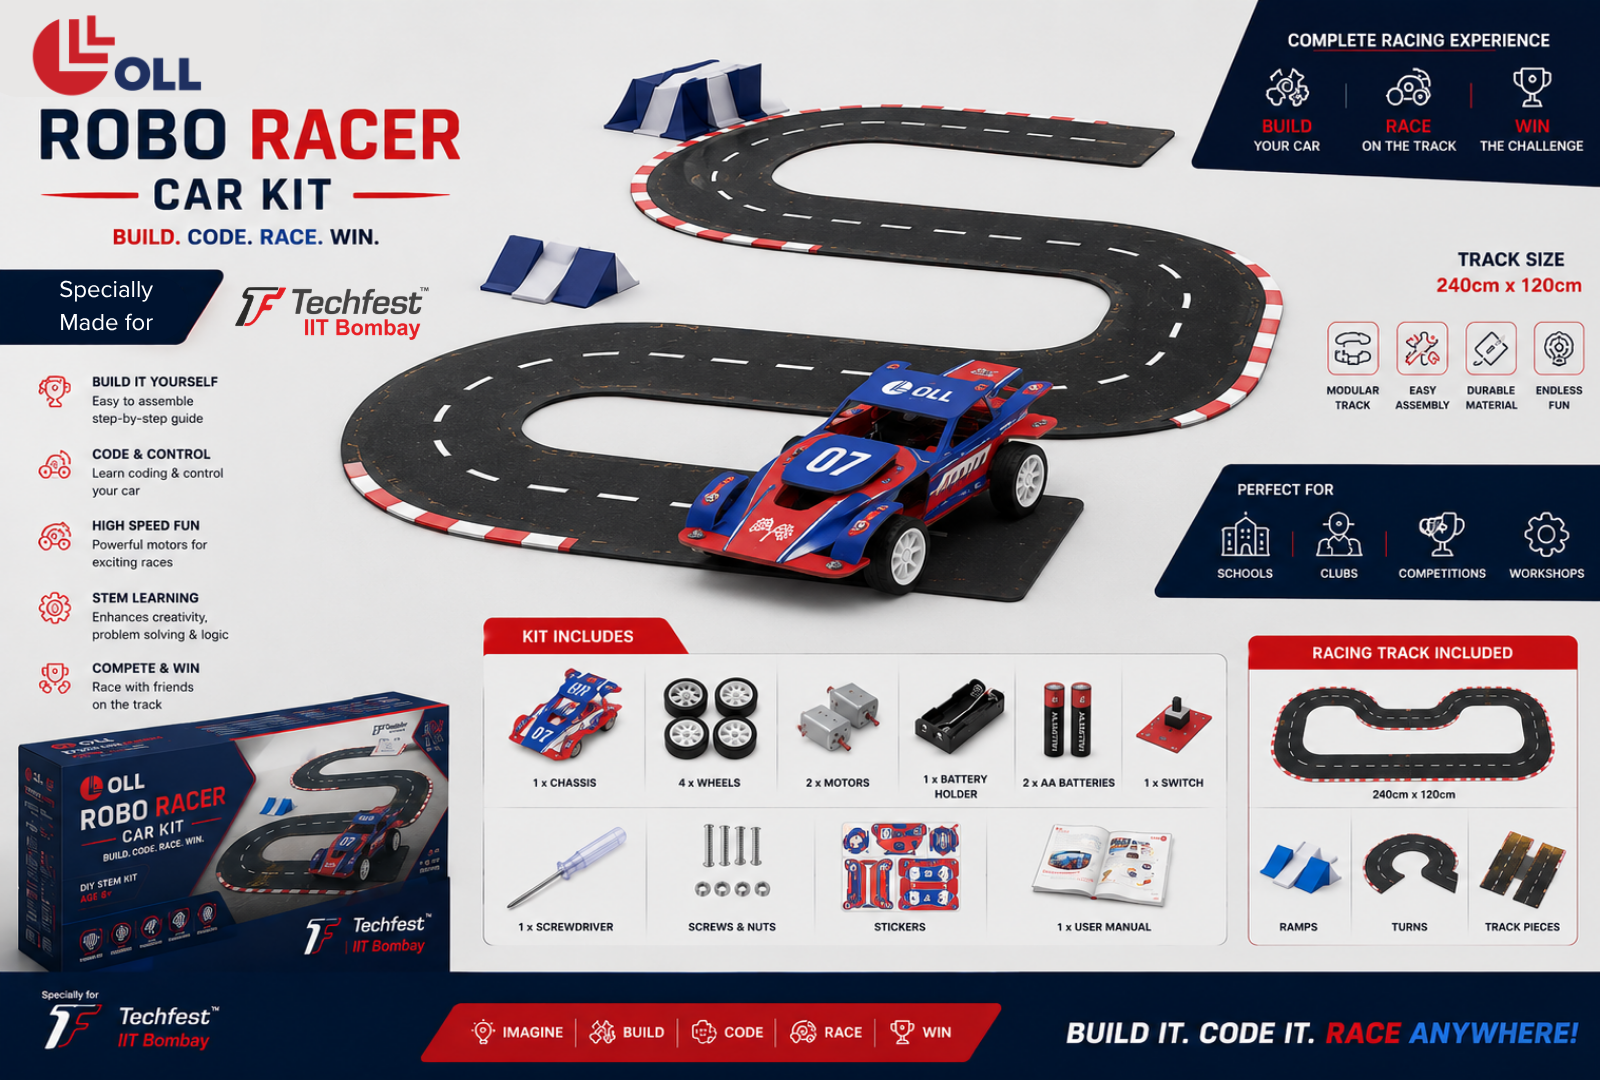 OLL
ROBO RACER
CAR KIT
BUILD. CODE. RACE. WIN.
Specially
Made for
Techfest™
IIT Bombay
BUILD IT YOURSELF
Easy to assemble
step-by-step guide
CODE & CONTROL
Learn coding & control
your car
HIGH SPEED FUN
Powerful motors for
exciting races
STEM LEARNING
Enhances creativity,
problem solving & logic
COMPETE & WIN
Race with friends
on the track
COMPLETE RACING EXPERIENCE
BUILD
YOUR CAR
RACE
ON THE TRACK
WIN
THE CHALLENGE
TRACK SIZE
240cm x 120cm
MODULAR
TRACK
EASY
ASSEMBLY
DURABLE
MATERIAL
ENDLESS
FUN
OLL
07
PERFECT FOR
SCHOOLS
CLUBS
COMPETITIONS
WORKSHOPS
KIT INCLUDES
07
1 x CHASSIS
4 x WHEELS
2 x MOTORS
1 x BATTERY
HOLDER
2 x AA BATTERIES
1 x SWITCH
1 x SCREWDRIVER
SCREWS & NUTS
STICKERS
1 x USER MANUAL
RACING TRACK INCLUDED
240cm x 120cm
RAMPS
TURNS
TRACK PIECES
OLL
ROBO RACER
CAR KIT
BUILD. CODE. RACE. WIN.
DIY STEM KIT
AGE 8+
07
Techfest™
IIT Bombay
Specially for
Techfest™
IIT Bombay
IMAGINE
BUILD
CODE
RACE
WIN
BUILD IT. CODE IT. RACE ANYWHERE!